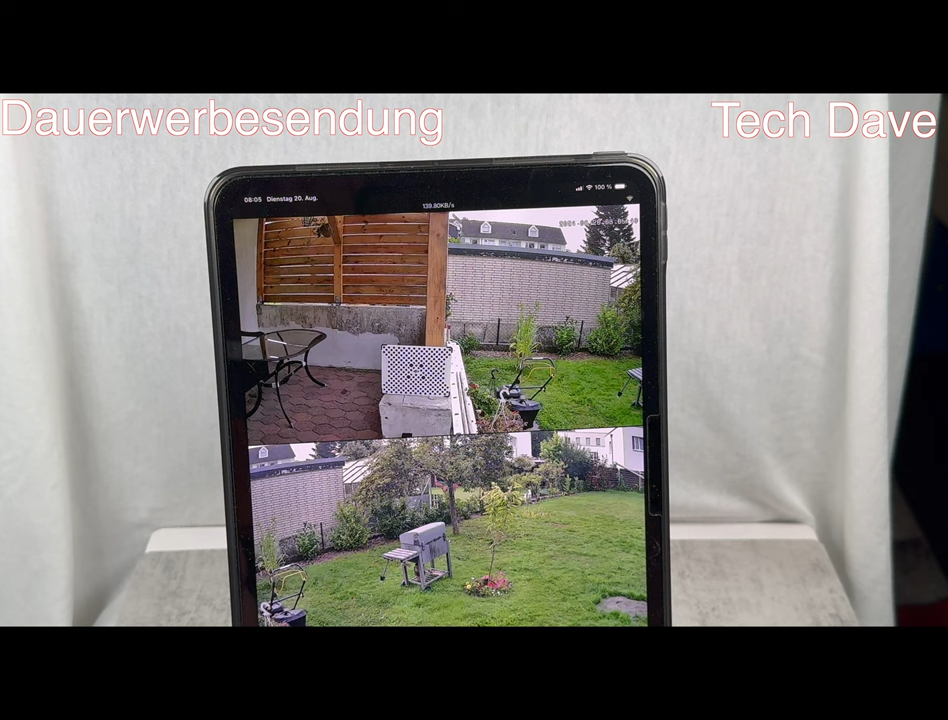 Dauerwerbesendung
Tech Dave
08:05 Dienstag 20. Aug.
100 %
139.80KB/s